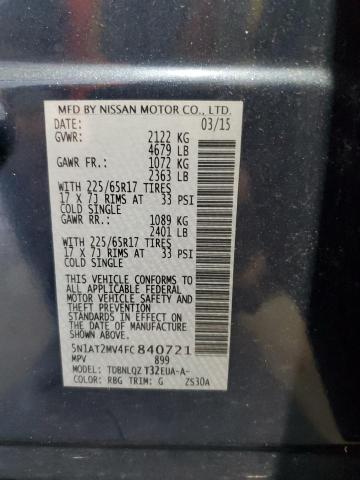 MFD BY NISSAN MOTOR CO., LTD.
DATE: 03/15
GVWR: 2122 KG
4679 LB
GAWR FR.: 1072 KG
2363 LB
WITH 225/65R17 TIRES
17 X 7J RIMS AT 33 PSI
COLD SINGLE
GAWR RR.: 1089 KG
2401 LB
WITH 225/65R17 TIRES
17 X 7J RIMS AT 33 PSI
COLD SINGLE
THIS VEHICLE CONFORMS TO
ALL APPLICABLE FEDERAL
MOTOR VEHICLE SAFETY
AND THEFT PREVENTION
STANDARDS IN EFFECT ON
THE DATE OF MANUFACTURE
SHOWN ABOVE.
5N1AT2MV4FC840721
MPV 899
MODEL: TDBNLQZ T32EUA-A-
COLOR: RBG TRIM: G ZS30A